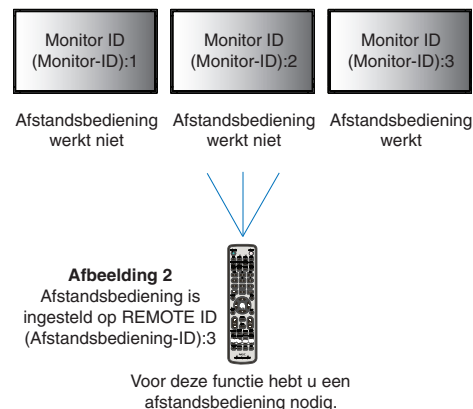 Monitor ID
(Monitor-ID):1
Monitor ID
(Monitor-ID):2
Monitor ID
(Monitor-ID):3
Afstandsbediening
werkt niet
Afstandsbediening
werkt niet
Afstandsbediening
werkt
Afbeelding 2
Afstandsbediening is
ingesteld op REMOTE ID
(Afstandsbediening-ID):3
Voor deze functie hebt u een
afstandsbediening nodig.